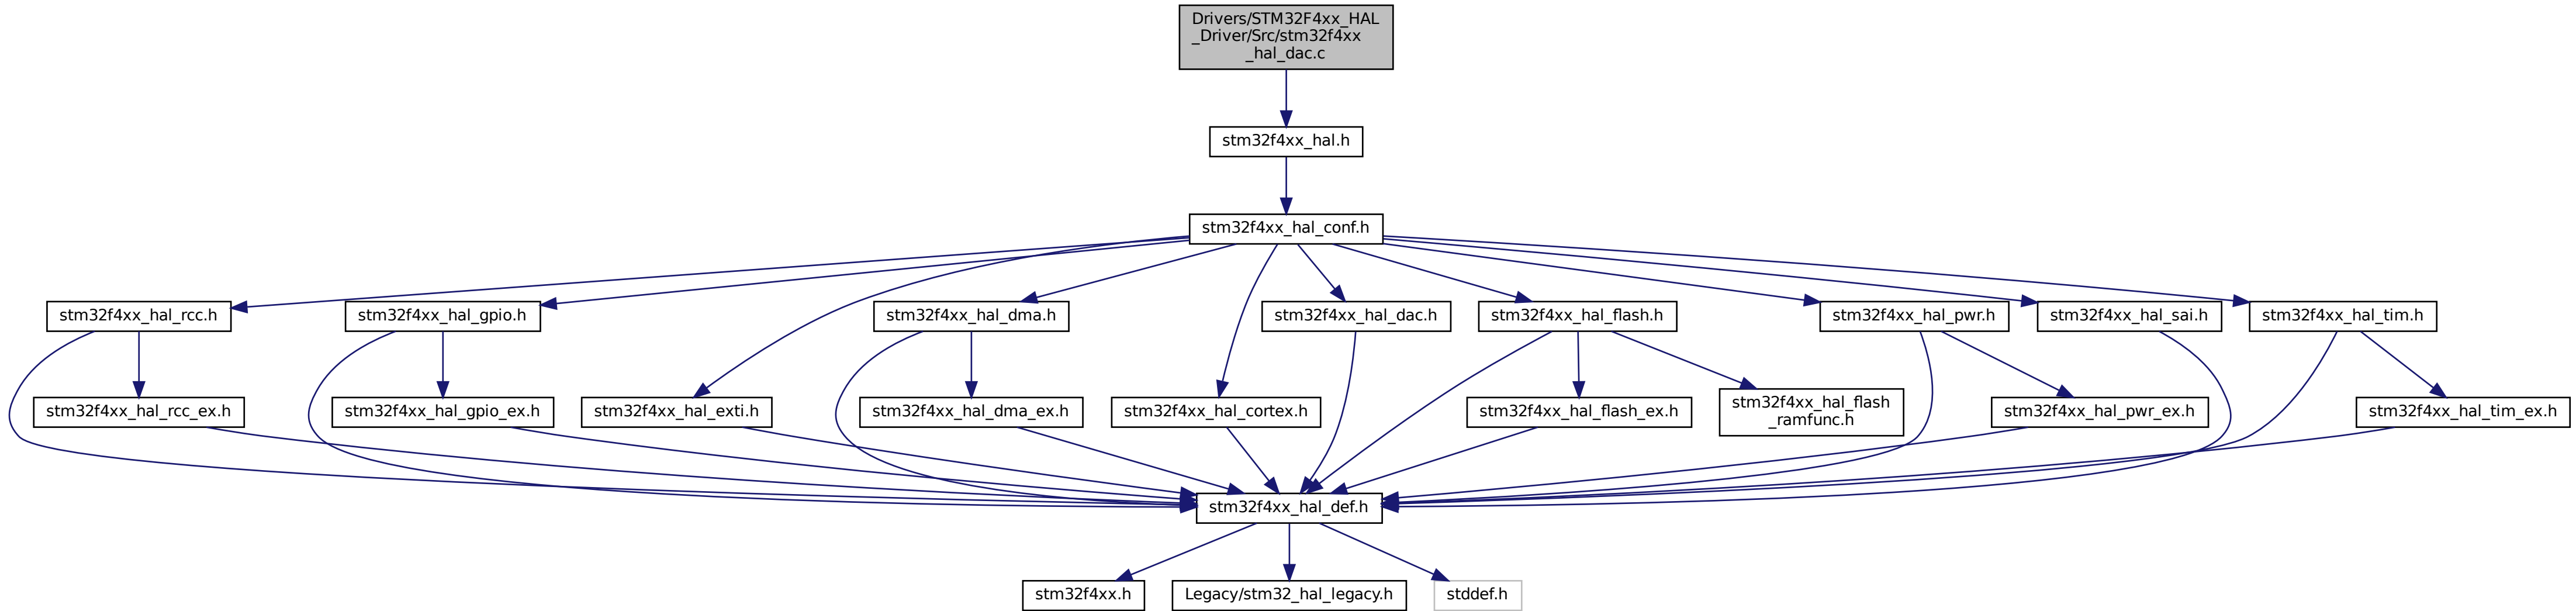 Drivers/STM32F4xx_HAL
_Driver/Src/stm32f4xx
_hal_dac.c
stm32f4xx_hal.h
stm32f4xx_hal_conf.h
stm32f4xx_hal_rcc.h
stm32f4xx_hal_gpio.h
stm32f4xx_hal_dma.h
stm32f4xx_hal_dac.h
stm32f4xx_hal_flash.h
stm32f4xx_hal_pwr.h
stm32f4xx_hal_sai.h
stm32f4xx_hal_tim.h
stm32f4xx_hal_rcc_ex.h
stm32f4xx_hal_gpio_ex.h
stm32f4xx_hal_exti.h
stm32f4xx_hal_dma_ex.h
stm32f4xx_hal_cortex.h
stm32f4xx_hal_flash_ex.h
stm32f4xx_hal_flash
_ramfunc.h
stm32f4xx_hal_pwr_ex.h
stm32f4xx_hal_tim_ex.h
stm32f4xx_hal_def.h
stm32f4xx.h
Legacy/stm32_hal_legacy.h
stddef.h